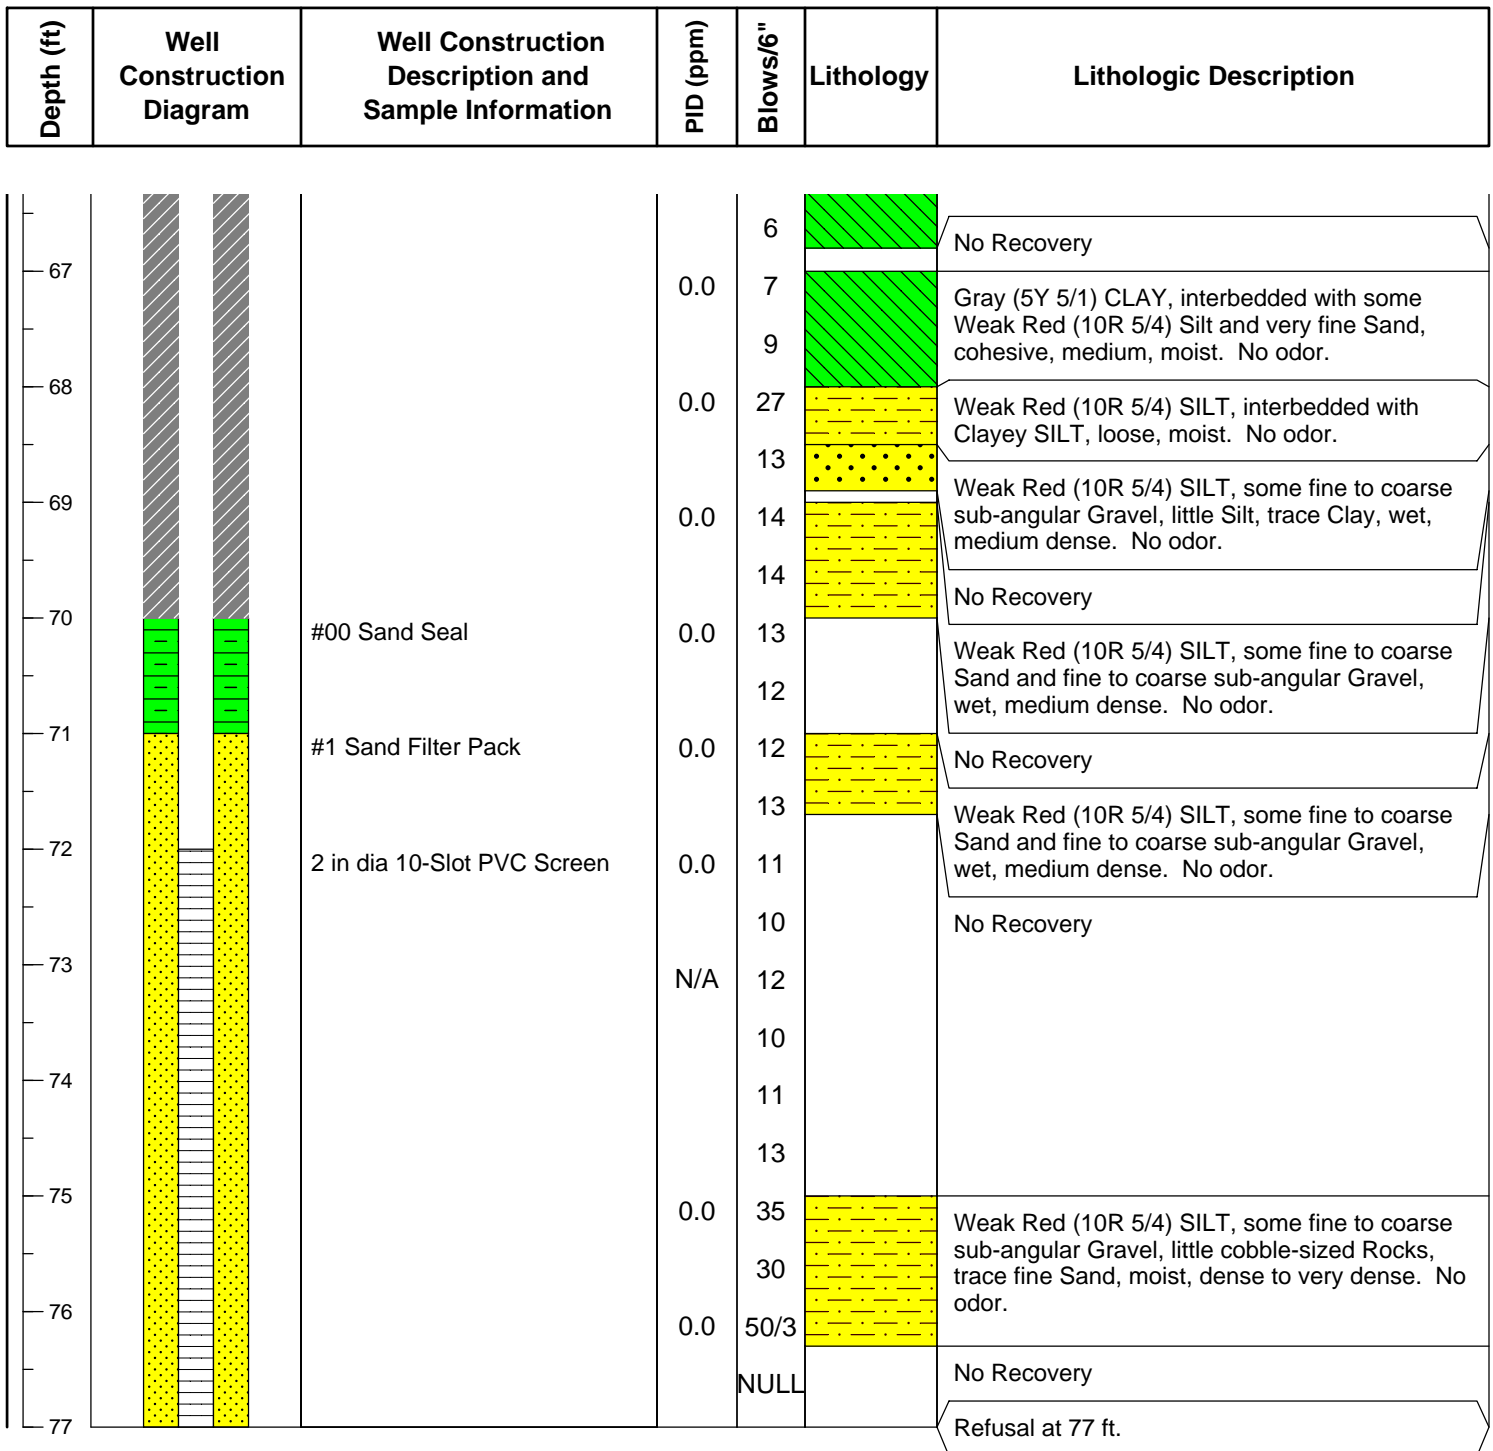 Depth (ft)
Well
Construction
Diagram
Well Construction
Description and
Sample Information
PID (ppm)
Blows/6"
Lithology
Lithologic Description
6
No Recovery
67
0.0
7
Gray (5Y 5/1) CLAY, interbedded with some
Weak Red (10R 5/4) Silt and very fine Sand,
cohesive, medium, moist.  No odor.
9
68
0.0
27
Weak Red (10R 5/4) SILT, interbedded with
Clayey SILT, loose, moist.  No odor.
13
69
Weak Red (10R 5/4) SILT, some fine to coarse
sub-angular Gravel, little Silt, trace Clay, wet,
medium dense.  No odor.
0.0
14
14
No Recovery
70
#00 Sand Seal
0.0
13
Weak Red (10R 5/4) SILT, some fine to coarse
Sand and fine to coarse sub-angular Gravel,
wet, medium dense.  No odor.
12
71
#1 Sand Filter Pack
0.0
12
No Recovery
13
Weak Red (10R 5/4) SILT, some fine to coarse
Sand and fine to coarse sub-angular Gravel,
wet, medium dense.  No odor.
72
2 in dia 10-Slot PVC Screen
0.0
11
10
No Recovery
73
N/A
12
10
74
11
13
75
0.0
35
Weak Red (10R 5/4) SILT, some fine to coarse
sub-angular Gravel, little cobble-sized Rocks,
trace fine Sand, moist, dense to very dense.  No
odor.
30
76
0.0
50/3
NULL
No Recovery
77
Refusal at 77 ft.